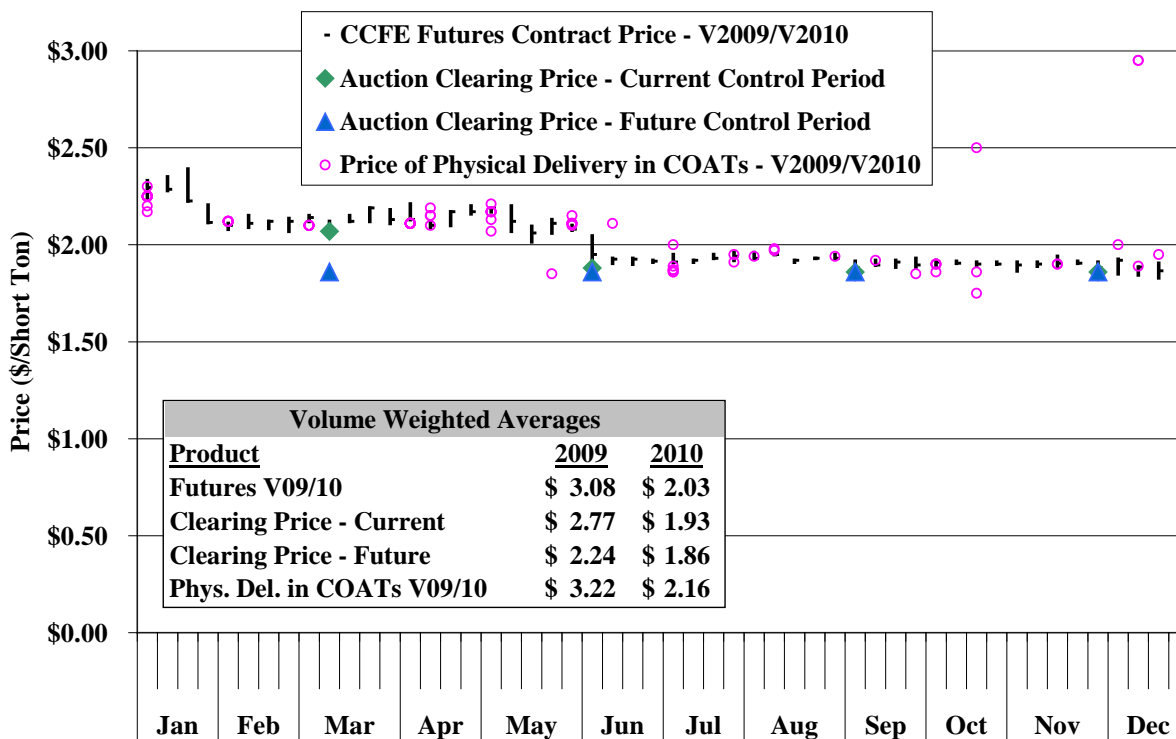 CCFE Futures Contract Price - V2009/V2010
Auction Clearing Price - Current Control Period
Auction Clearing Price - Future Control Period
Price of Physical Delivery in COATs - V2009/V2010
Price ($/Short Ton)
$3.00
$2.50
$2.00
$1.50
$1.00
$0.50
$0.00
Volume Weighted Averages
Product 2009 2010
Futures V09/10 $ 3.08 $ 2.03
Clearing Price - Current $ 2.77 $ 1.93
Clearing Price - Future $ 2.24 $ 1.86
Phys. Del. in COATs V09/10 $ 3.22 $ 2.16
Jan Feb Mar Apr May Jun Jul Aug Sep Oct Nov Dec